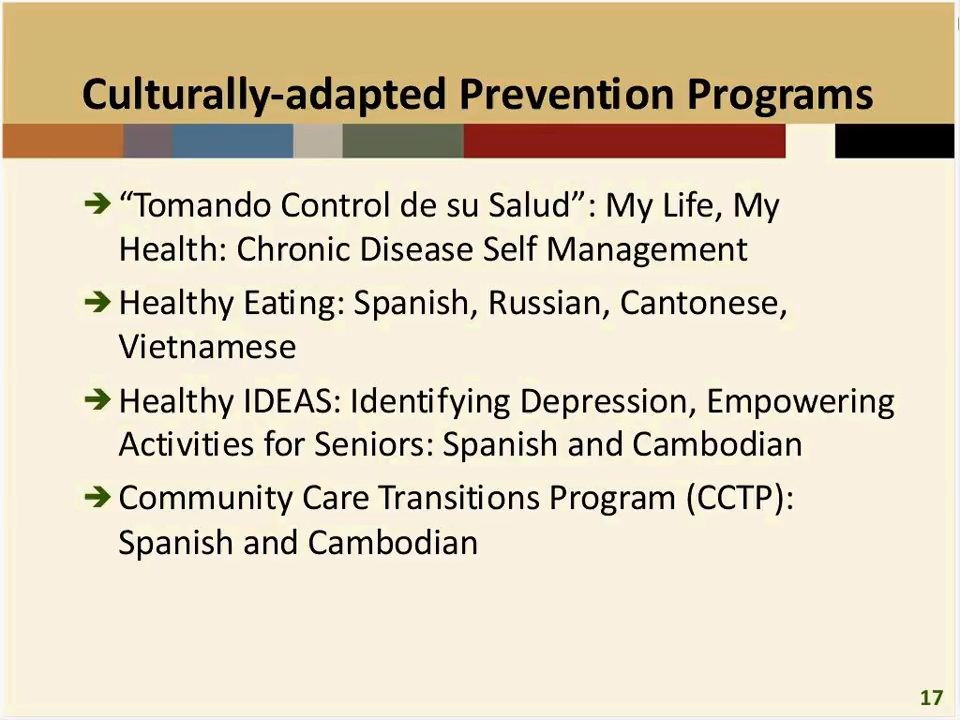 Culturally-adapted Prevention Programs
“Tomando Control de su Salud”: My Life, My
Health: Chronic Disease Self Management
Healthy Eating: Spanish, Russian, Cantonese,
Vietnamese
Healthy IDEAS: Identifying Depression, Empowering
Activities for Seniors: Spanish and Cambodian
Community Care Transitions Program (CCTP):
Spanish and Cambodian
17